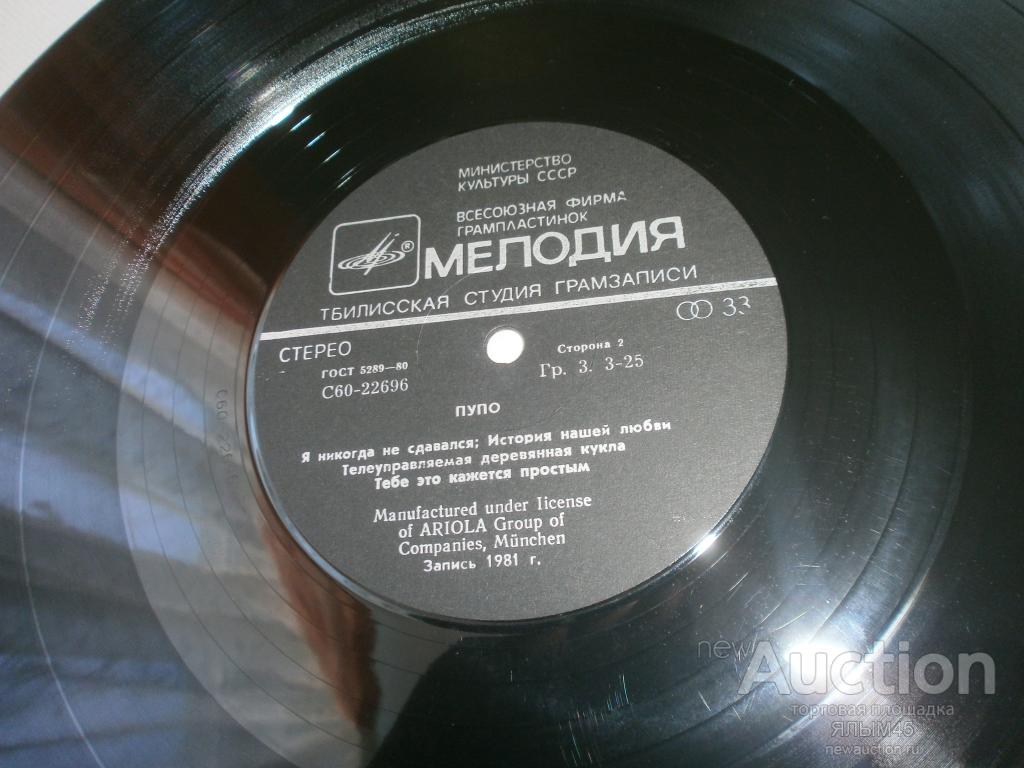 МИНИСТЕРСТВО
КУЛЬТУРЫ СССР
ВСЕСОЮЗНАЯ ФИРМА
ГРАМПЛАСТИНОК
МЕЛОДИЯ
ТБИЛИССКАЯ СТУДИЯ ГРАМЗАПИСИ
СТЕРЕО
33
ГОСТ 5289—80
Сторона 2
С60-22696
Гр. 3. 3-25
ПУПО
Я никогда не сдавался; История нашей любви
Телеуправляемая деревянная кукла
Тебе это кажется простым
Manufactured under license
of ARIOLA Group of
Companies, München
Запись 1981 г.
newAuction
торговая площадка
ЯЛЫМ45
newauction.ru